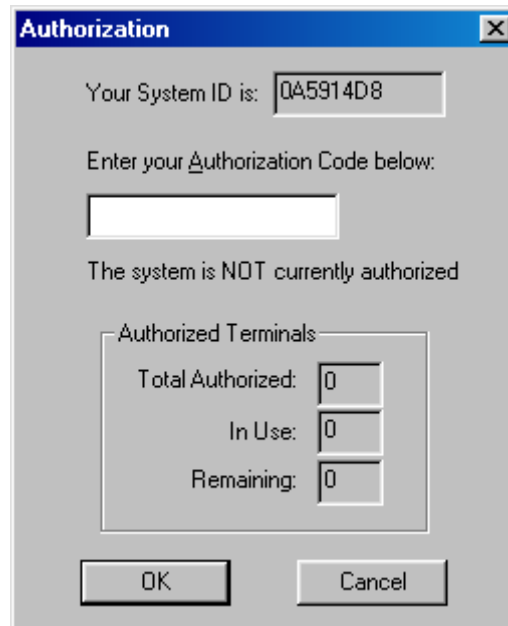 Authorization
Your System ID is: 0A5914D8
Enter your Authorization Code below:
The system is NOT currently authorized
Authorized Terminals
Total Authorized: 0
In Use: 0
Remaining: 0
OK Cancel